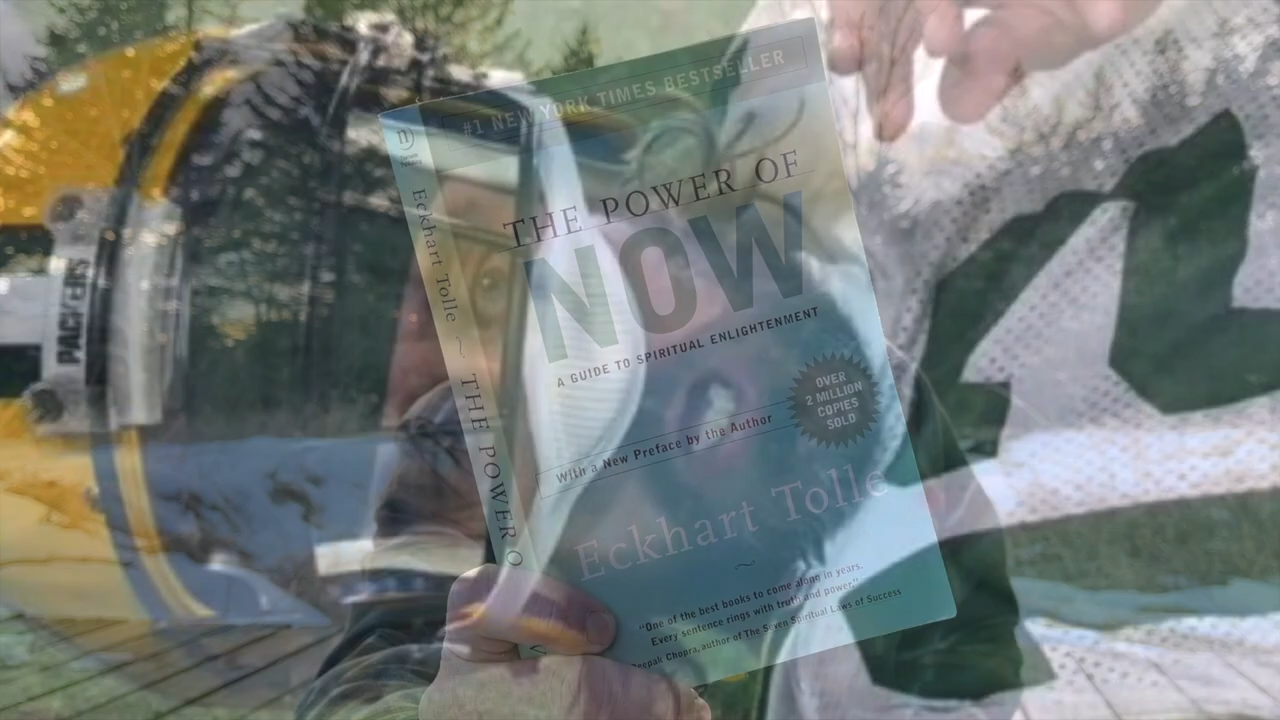 #1 NEW YORK TIMES BESTSELLER
THE POWER OF
NOW
A GUIDE TO SPIRITUAL ENLIGHTENMENT
OVER
2 MILLION
COPIES
SOLD
With a New Preface by the Author
Eckhart Tolle
"One of the best books to come along in years.
Every sentence rings with truth and power."
Deepak Chopra, author of The Seven Spiritual Laws of Success
Eckhart Tolle ~ THE POWER O
PACKERS